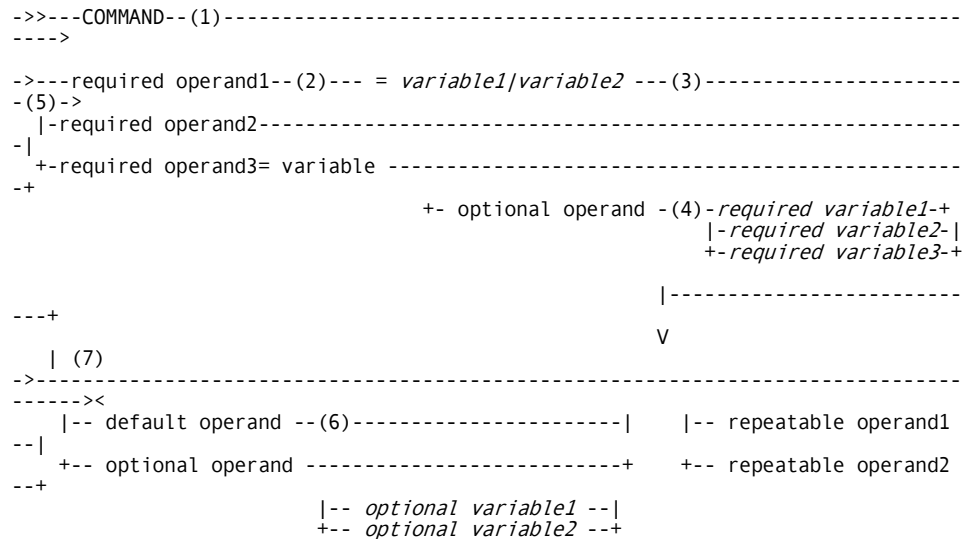 ->>---COMMAND--(1)---------------------------------------------------------------
---->
->---required operand1--(2)--- = variable1|variable2 ---(3)----------------------
-(5)->
|-required operand2------------------------------------------------------------
-|
+-required operand3= variable -------------------------------------------------
-+
+- optional operand -(4)-required variable1-+
|-required variable2-|
+-required variable3-+
|-------------------------
---+
V
| (7)
->-------------------------------------------------------------------------------
------><
|-- default operand --(6)-----------------------| |-- repeatable operand1
--|
+-- optional operand ---------------------------+ +-- repeatable operand2
--+
|-- optional variable1 --|
+-- optional variable2 --+